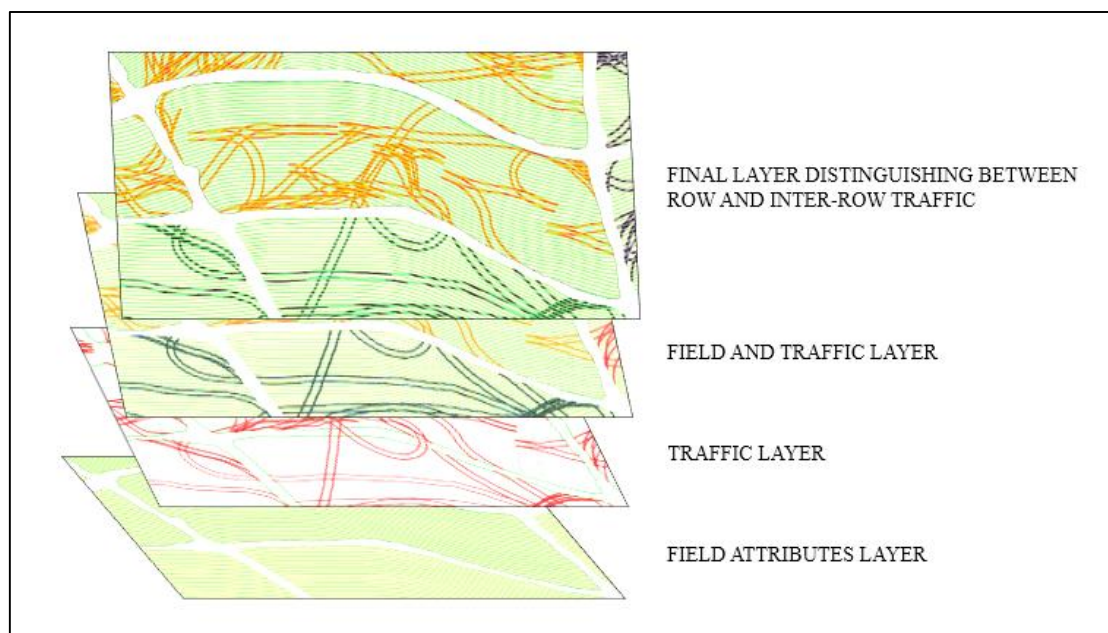 FINAL LAYER DISTINGUISHING BETWEEN
ROW AND INTER-ROW TRAFFIC
FIELD AND TRAFFIC LAYER
TRAFFIC LAYER
FIELD ATTRIBUTES LAYER